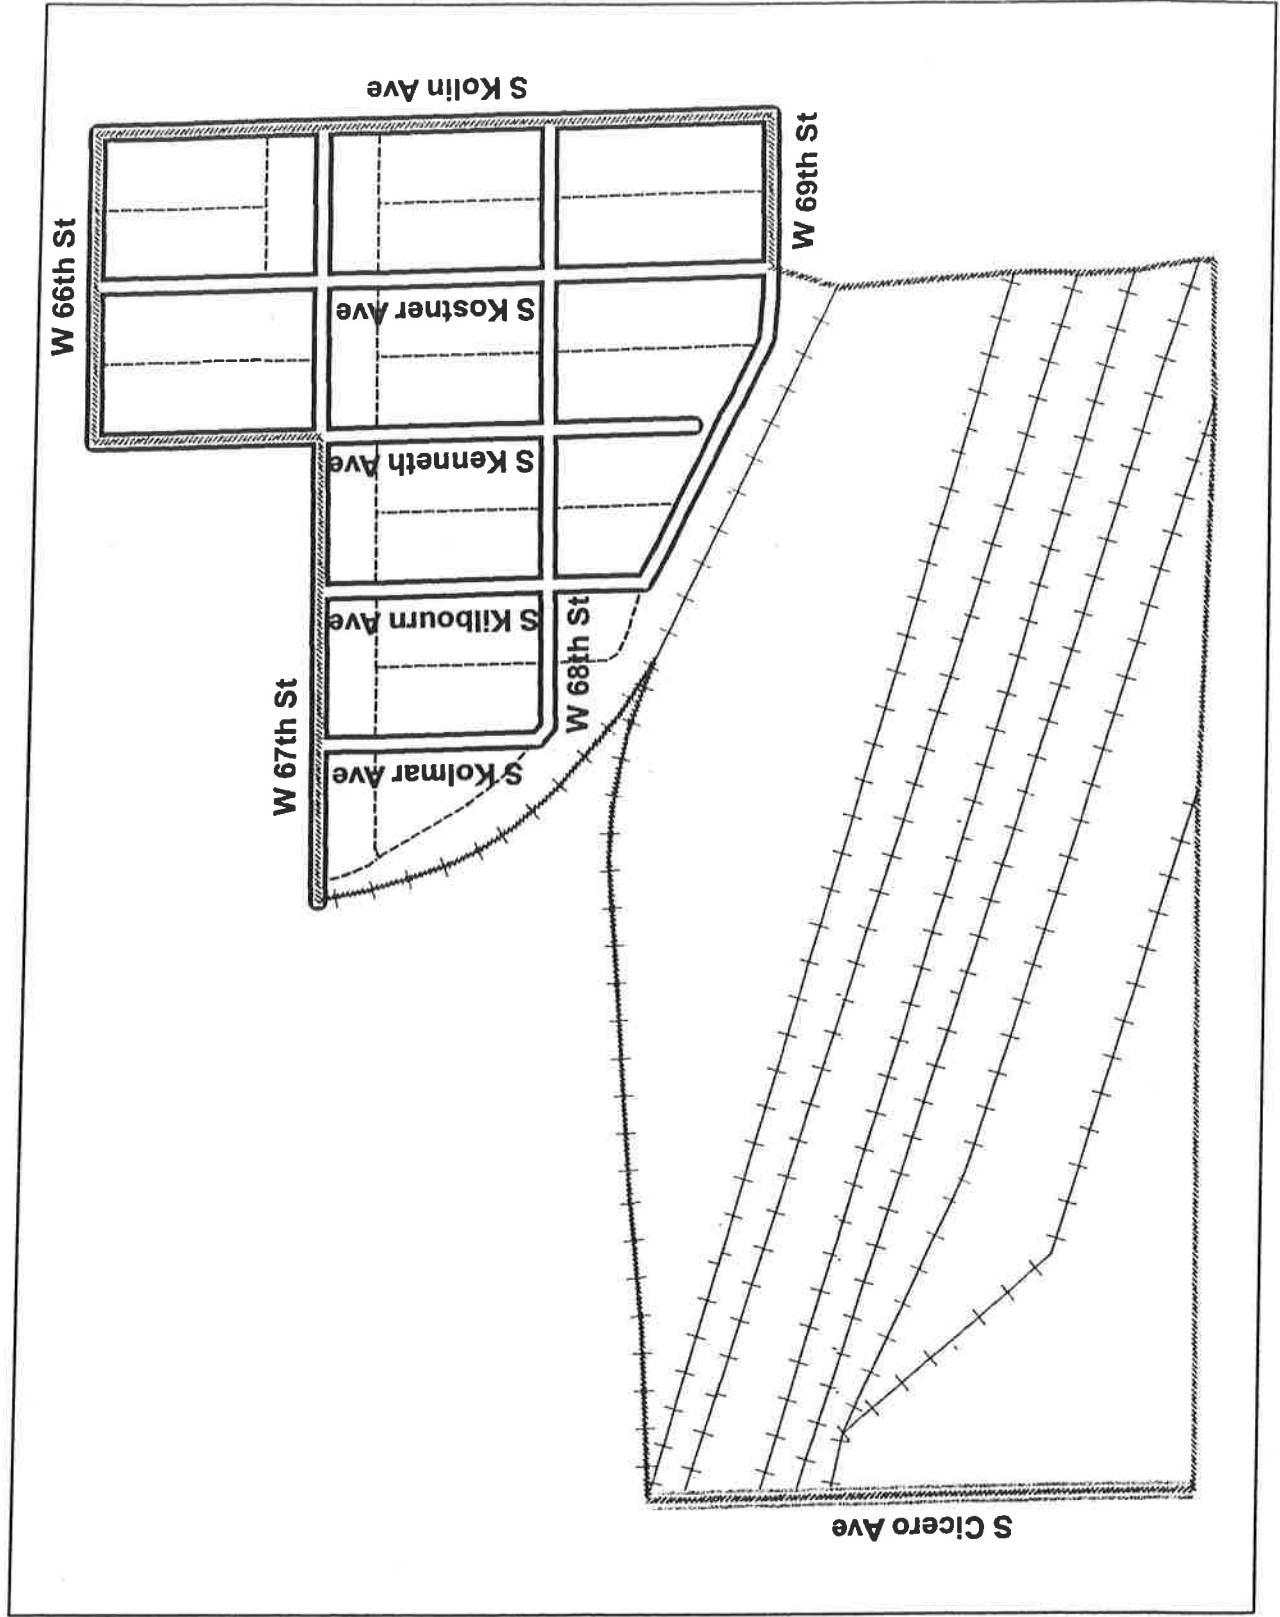 S Kolin Ave
W 66th St
W 69th St
S Kostner Ave
S Kenneth Ave
S Kilbourn Ave
W 68th St
W 67th St
S Kolmar Ave
S Cicero Ave